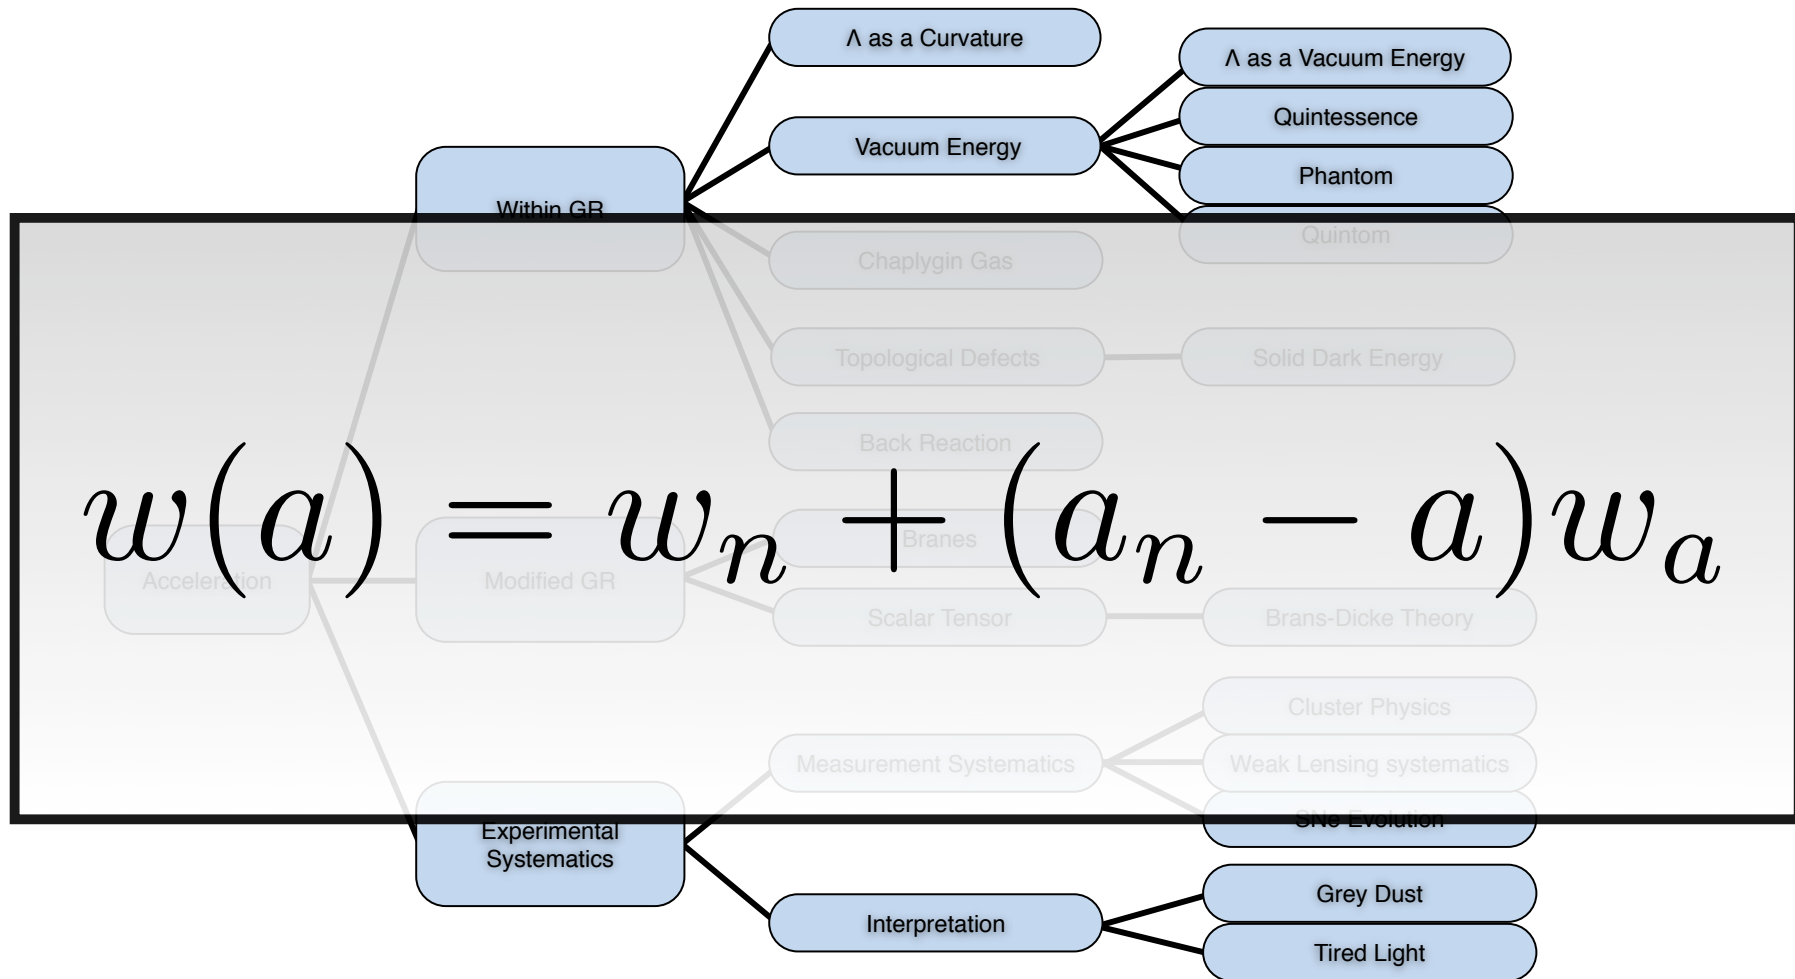 Λ as a Curvature
Λ as a Vacuum Energy
Quintessence
Vacuum Energy
Phantom
Within GR
Quintom
Chaplygin Gas
Topological Defects
Solid Dark Energy
Back Reaction
w(a) = w_n + (a_n − a)w_a
Branes
Acceleration
Modified GR
Scalar Tensor
Brans-Dicke Theory
Cluster Physics
Measurement Systematics
Weak Lensing systematics
SNe Evolution
Experimental
Systematics
Grey Dust
Interpretation
Tired Light